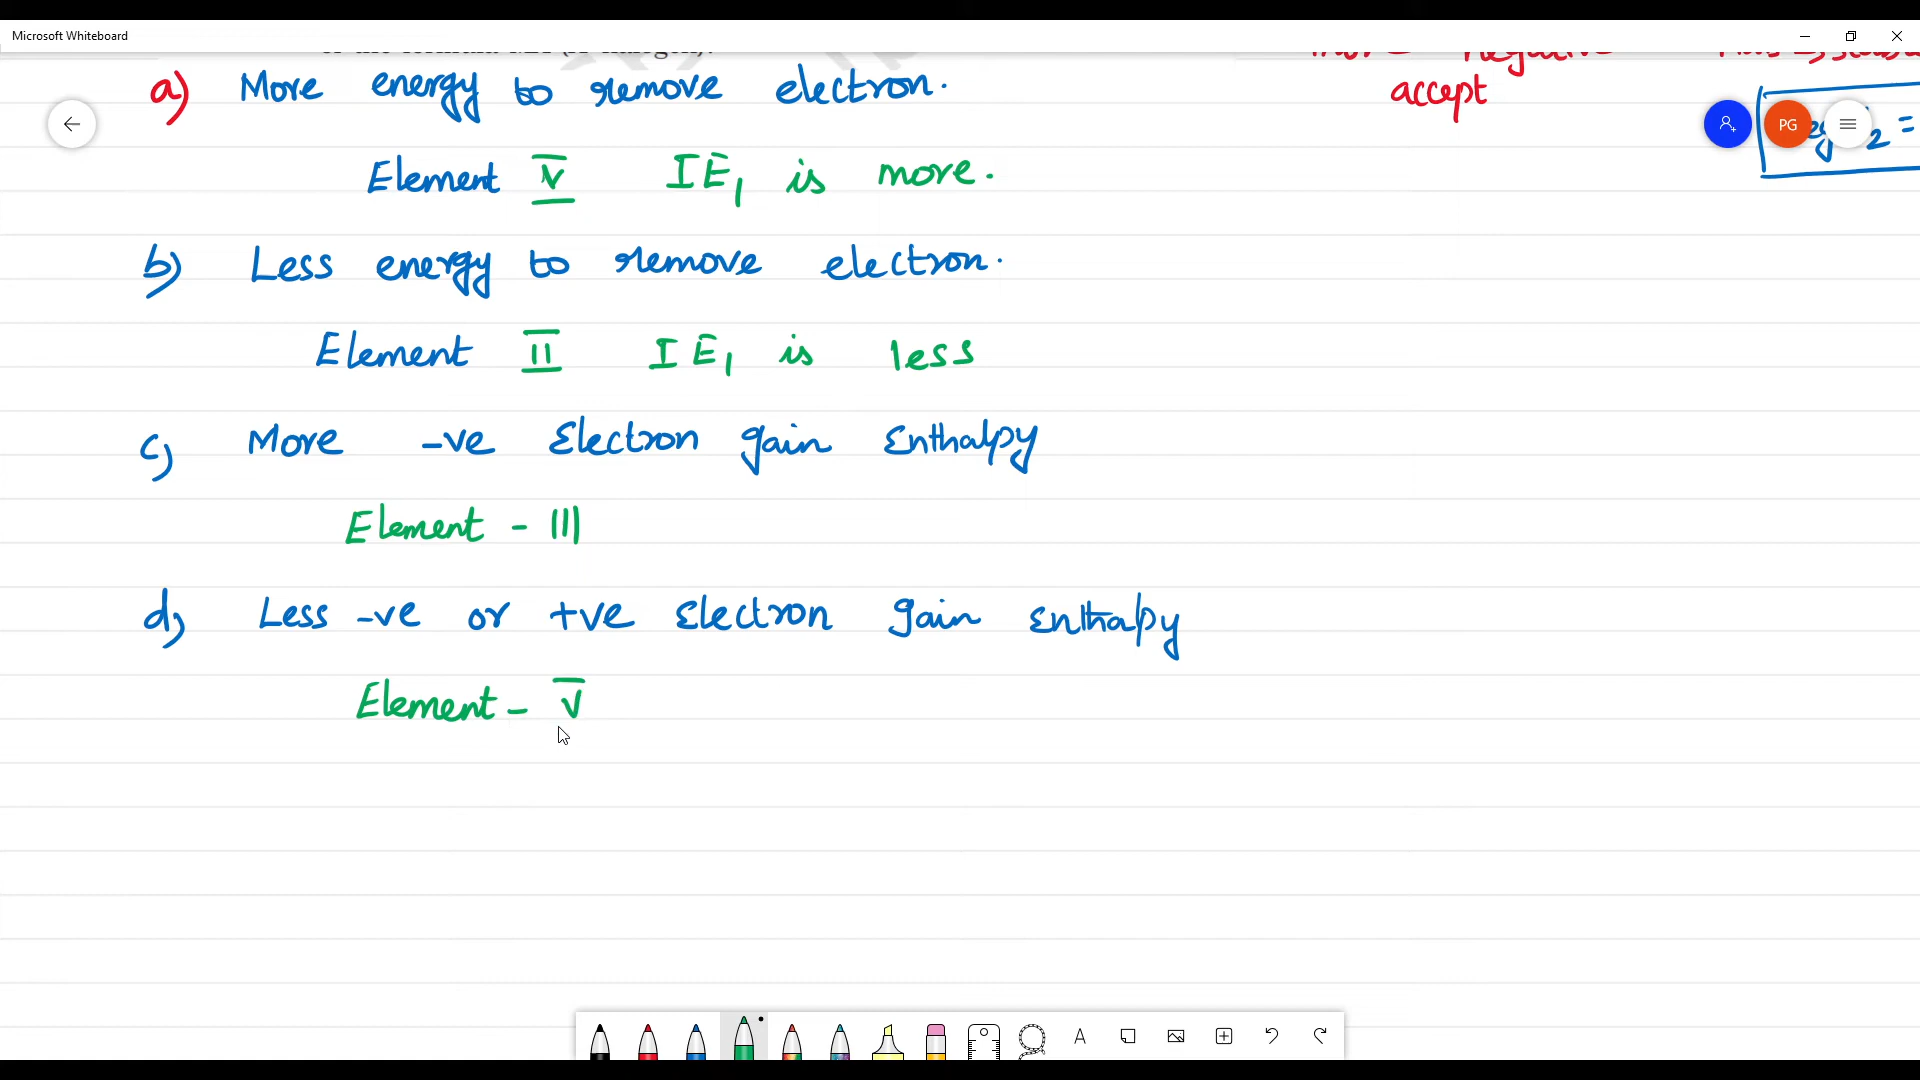 Microsoft Whiteboard
a) More energy to remove electron.
accept
PG
Element V IE1 is more.
b) Less energy to remove electron.
Element II IE1 is less
c) More -ve Electron gain Enthalpy
Element - III
d) Less -ve or +ve Electron gain Enthalpy
Element - V